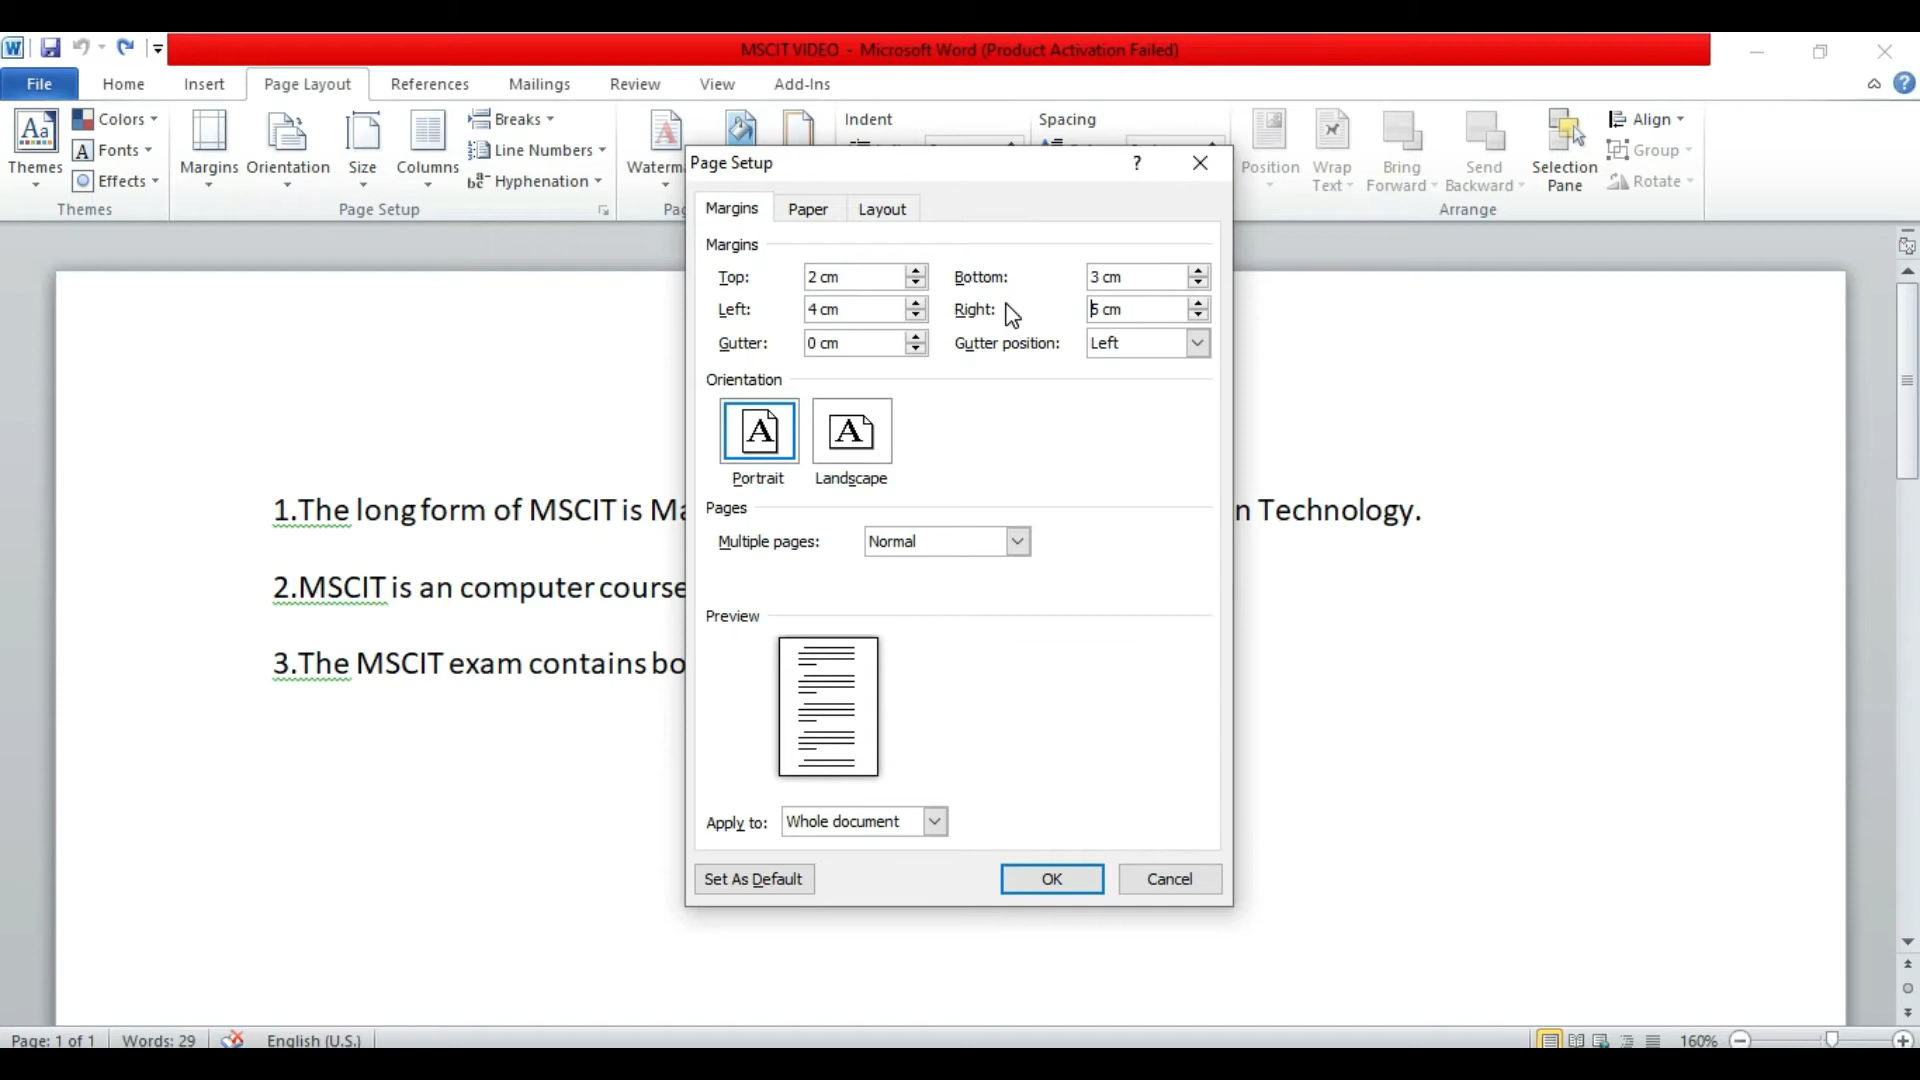 MSCIT VIDEO - Microsoft Word (Product Activation Failed)
File Home Insert Page Layout References Mailings Review View Add-Ins
Themes
Colors
Fonts
Effects
Themes
Margins
Orientation
Size
Columns
Breaks
Line Numbers
Hyphenation
Page Setup
Indent
Spacing
Position
Wrap
Text
Bring
Forward
Send
Backward
Selection
Pane
Align
Group
Rotate
Arrange
Page Setup
Margins Paper Layout
Margins
Top: 2 cm Bottom: 3 cm
Left: 4 cm Right: 5 cm
Gutter: 0 cm Gutter position: Left
Orientation
Portrait Landscape
Pages
Multiple pages: Normal
Preview
Apply to: Whole document
Set As Default OK Cancel
1.The long form of MSCIT is Ma n Technology.
2.MSCIT is an computer course
3.The MSCIT exam contains bo
Page: 1 of 1 Words: 29 English (U.S.) 160%